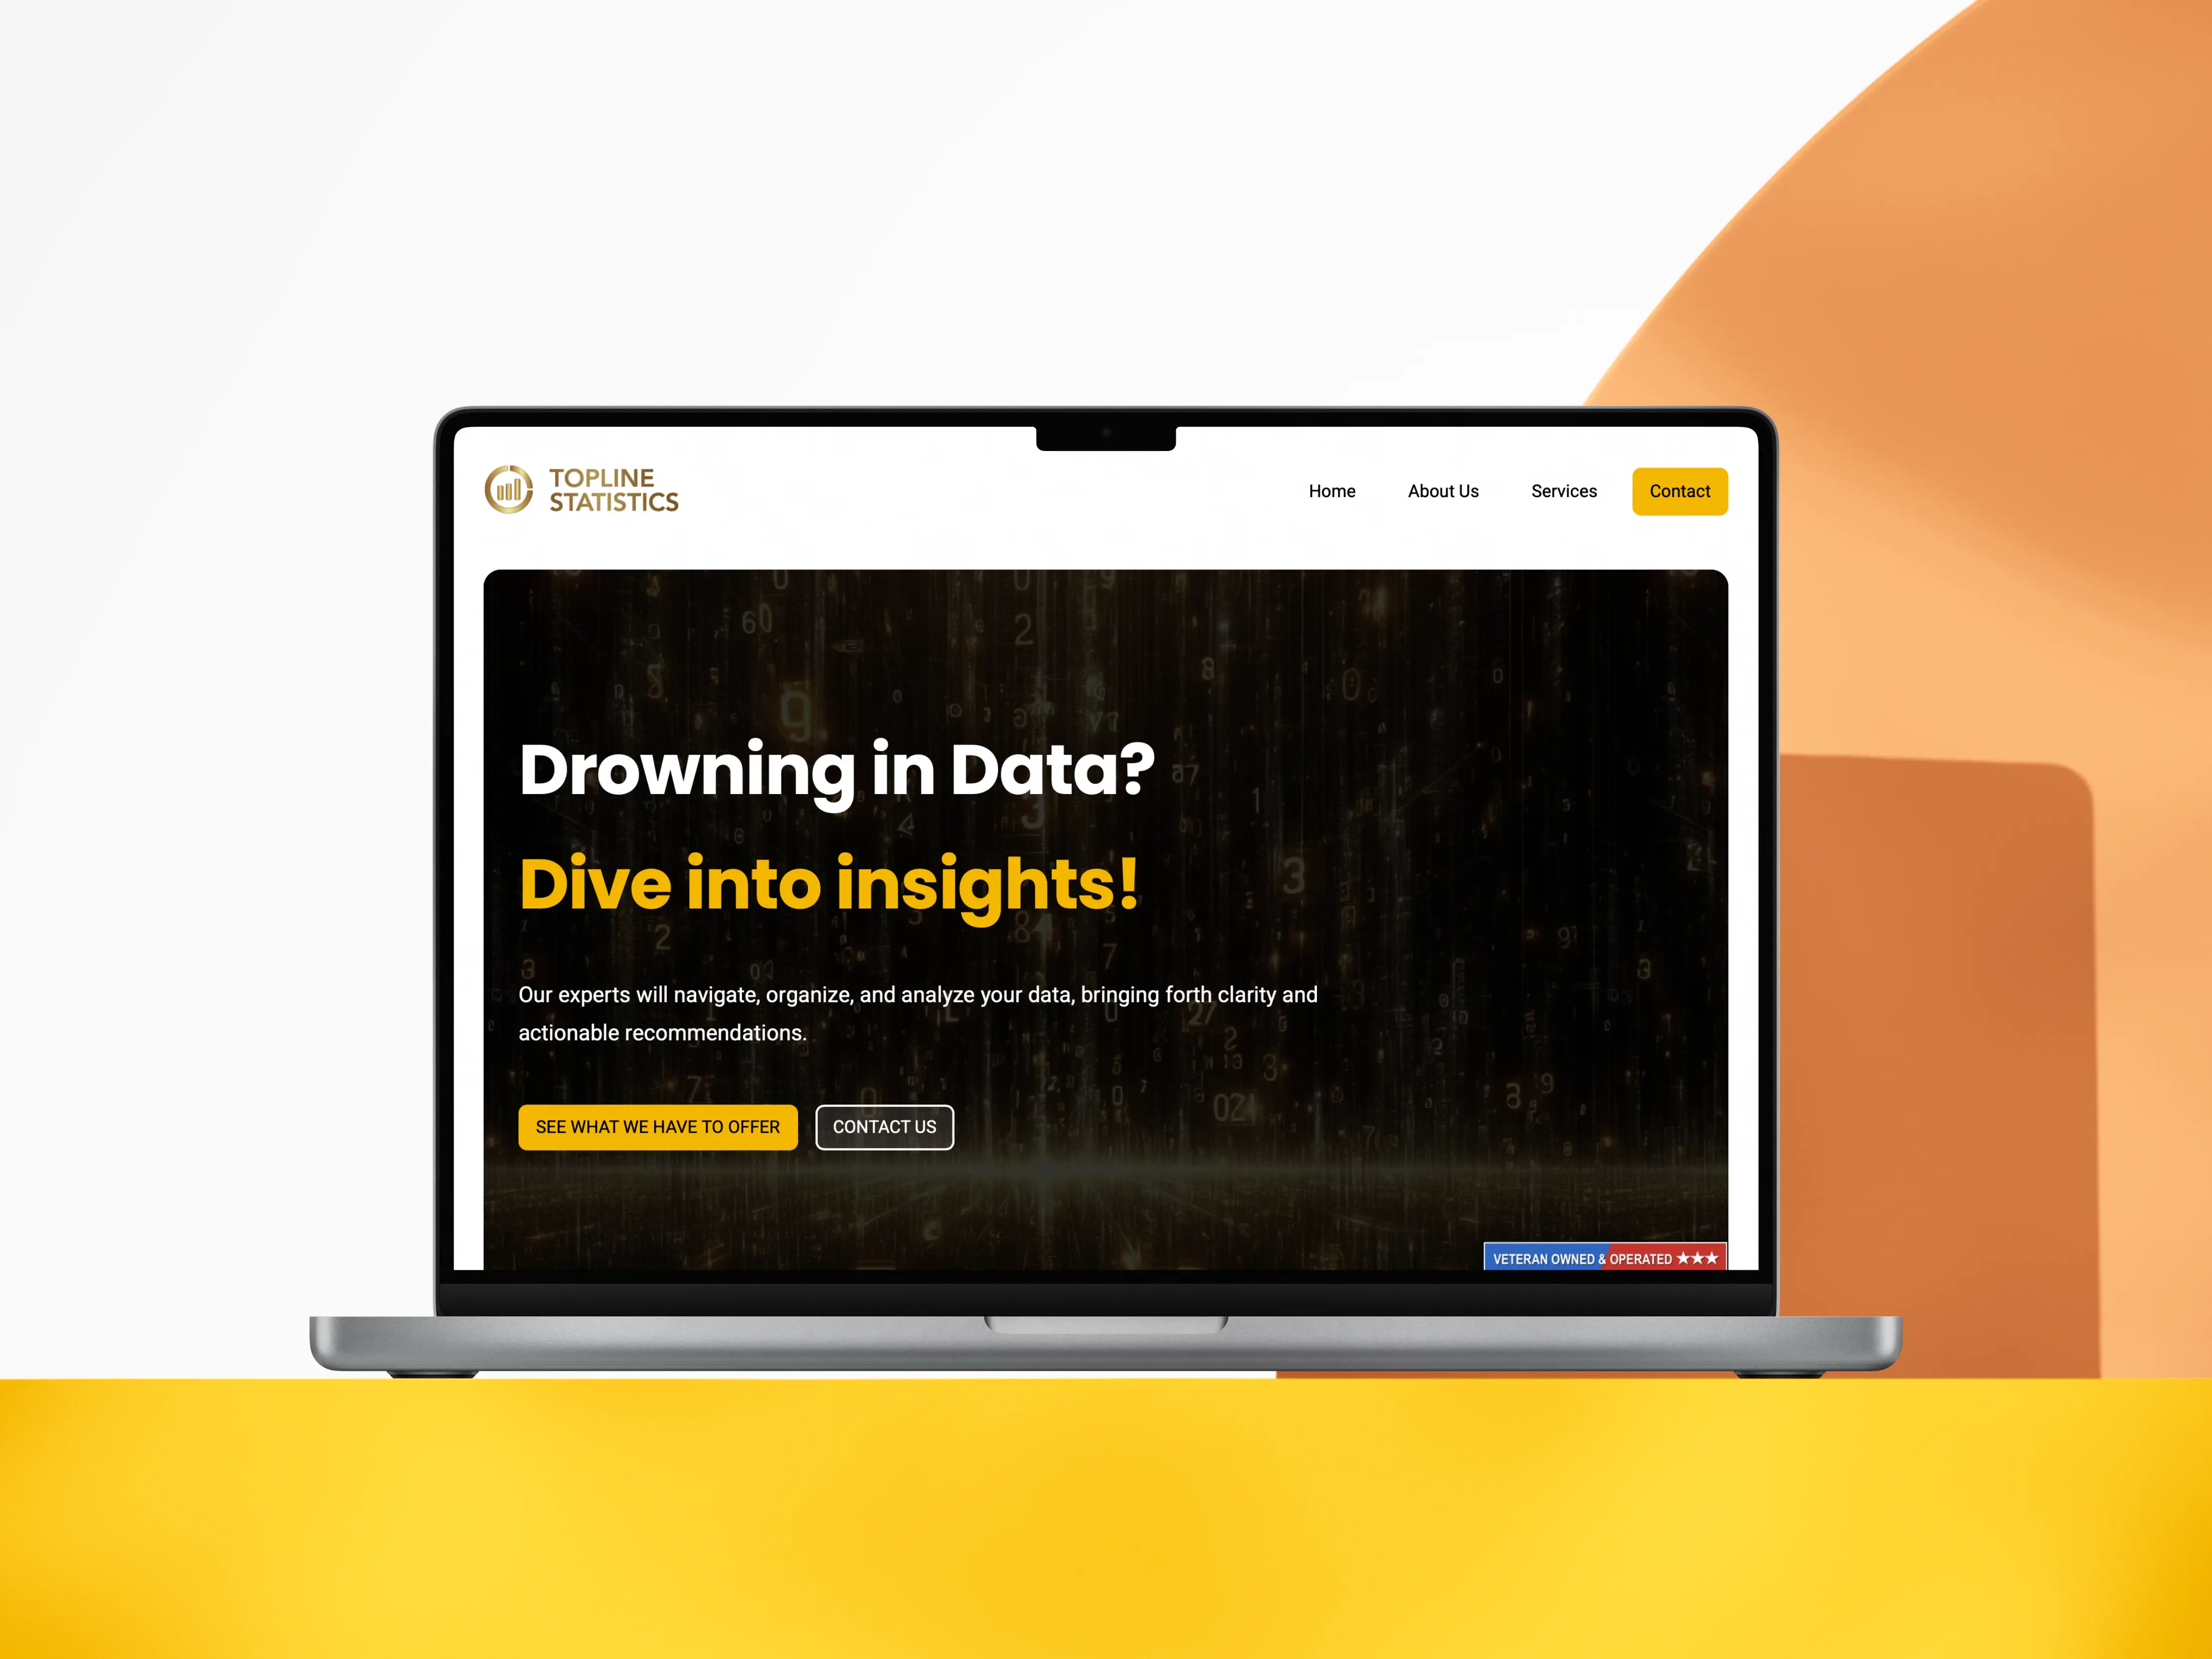 TOPLINE
STATISTICS
Home
About Us
Services
Contact
Drowning in Data?
Dive into insights!
Our experts will navigate, organize, and analyze your data, bringing forth clarity and
actionable recommendations.
SEE WHAT WE HAVE TO OFFER
CONTACT US
VETERAN OWNED & OPERATED ★★★